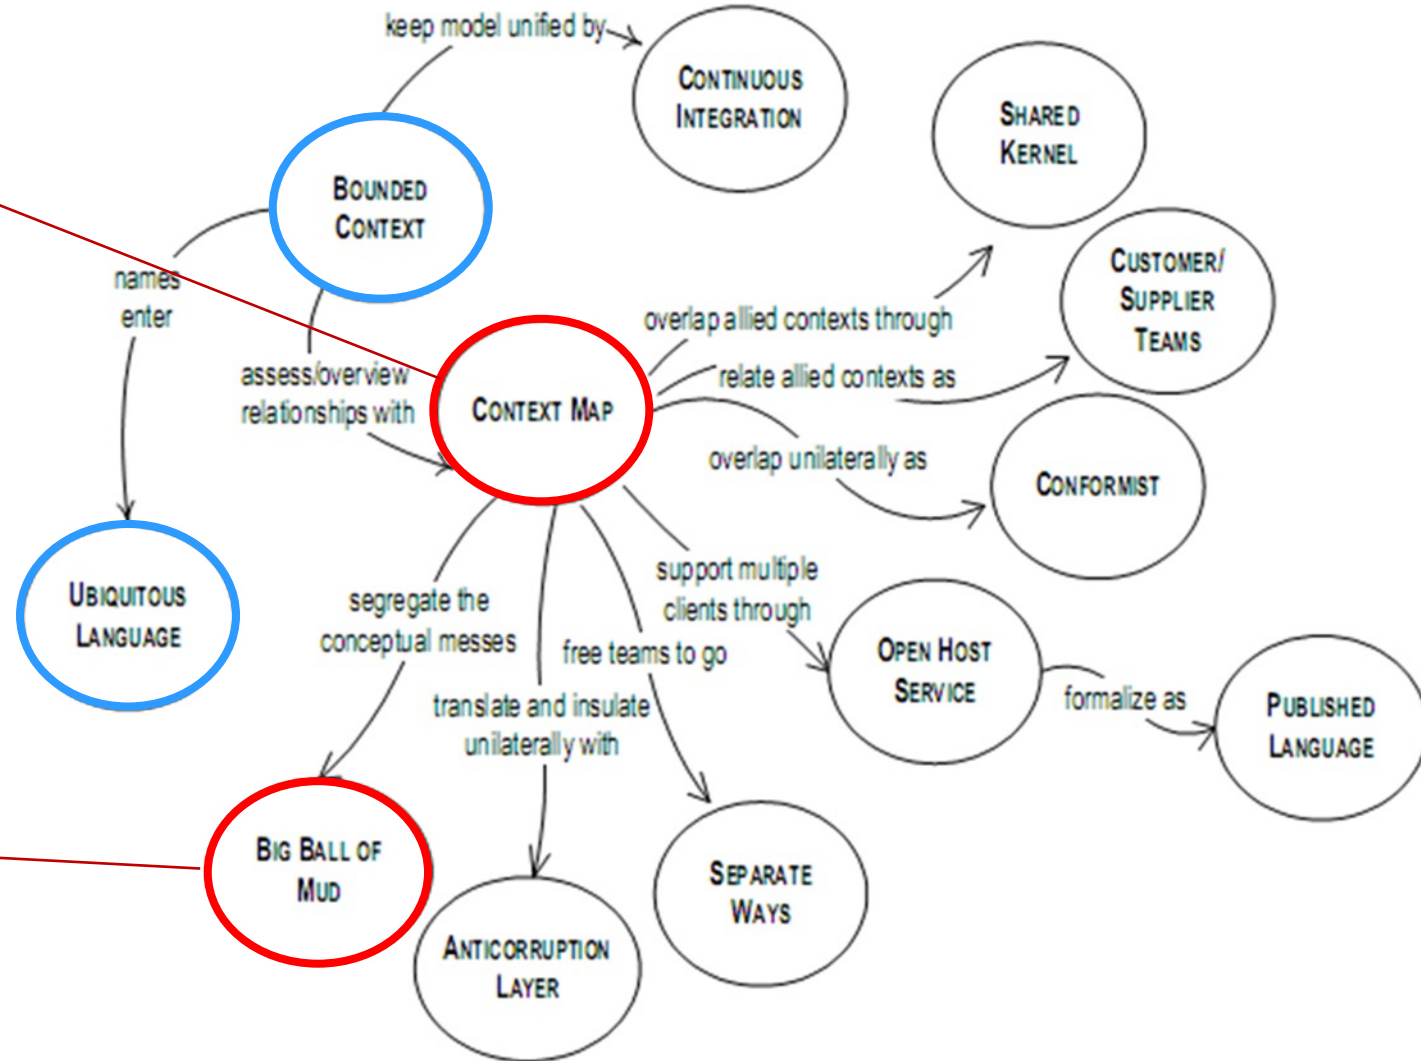 keep model unified by
CONTINUOUS
INTEGRATION
SHARED
KERNEL
BOUNDED
CONTEXT
names
enter
CUSTOMER/
SUPPLIER
TEAMS
overlap allied contexts through
assess/overview
relationships with
relate allied contexts as
CONTEXT MAP
overlap unilaterally as
CONFORMIST
UBIQUITOUS
LANGUAGE
segregate the
conceptual messes
support multiple
clients through
free teams to go
translate and insulate
unilaterally with
OPEN HOST
SERVICE
formalize as
PUBLISHED
LANGUAGE
BIG BALL OF
MUD
SEPARATE
WAYS
ANTICORRUPTION
LAYER